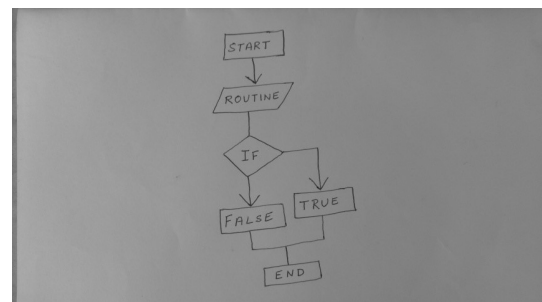 START
ROUTINE
IF
FALSE
TRUE
END